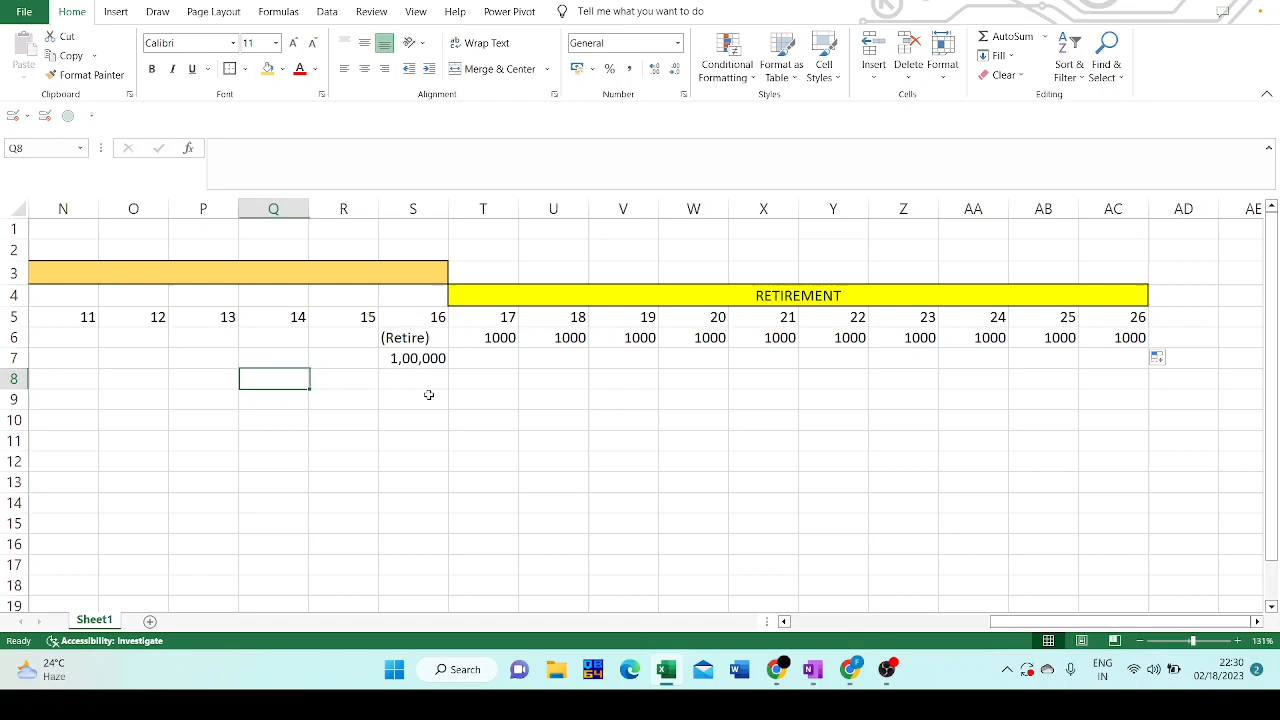 File Home Insert Page Layout Formulas Data Review View Help Power Pivot Tell me what you want to do
Cut Calibri 11 Wrap Text General AutoSum
Copy
Paste Format Painter B I U Merge & Center % , Conditional Formatting Format as Table Cell Styles Insert Delete Format Fill Clear Sort & Filter Find & Select
Clipboard Font Alignment Number Styles Cells Editing
Q8 fx
N O P Q R S T U V W X Y Z AA AB AC AD AE
1
2
3
4 RETIREMENT
5 11 12 13 14 15 16 17 18 19 20 21 22 23 24 25 26
6 (Retire) 1000 1000 1000 1000 1000 1000 1000 1000 1000 1000
7 1,00,000
8
9
10
11
12
13
14
15
16
17
18
19
Sheet1
Ready Accessibility: Investigate 131%
24°C ENG 22:30
Haze Search IN 02/18/2023 2